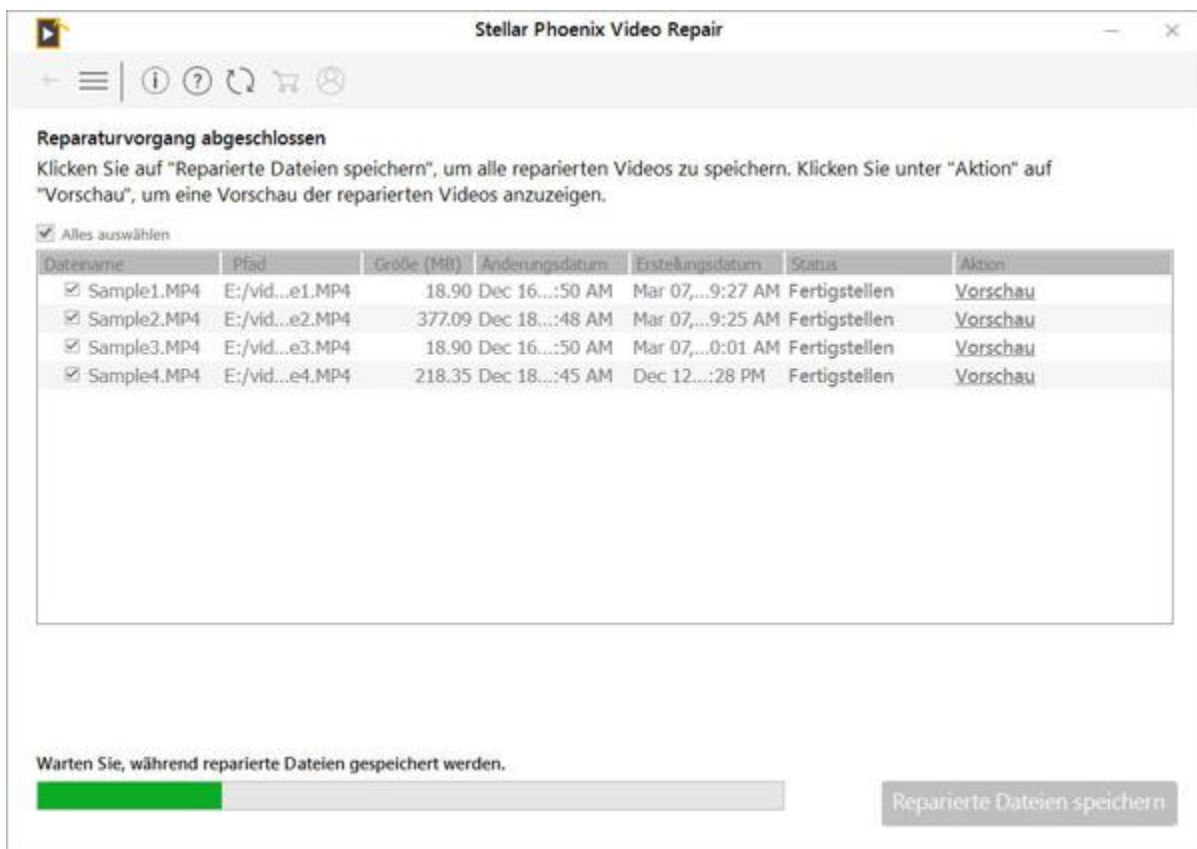 Stellar Phoenix Video Repair
Reparaturvorgang abgeschlossen
Klicken Sie auf "Reparierte Dateien speichern", um alle reparierten Videos zu speichern. Klicken Sie unter "Aktion" auf
"Vorschau", um eine Vorschau der reparierten Videos anzuzeigen.
Alles auswählen
Dateiname Pfad Größe (MB) Änderungsdatum Erstellungsdatum Status Aktion
Sample1.MP4 E:/vid...e1.MP4 18.90 Dec 16...:50 AM Mar 07,...9:27 AM Fertigstellen Vorschau
Sample2.MP4 E:/vid...e2.MP4 377.09 Dec 18...:48 AM Mar 07,...9:25 AM Fertigstellen Vorschau
Sample3.MP4 E:/vid...e3.MP4 18.90 Dec 16...:50 AM Mar 07,...0:01 AM Fertigstellen Vorschau
Sample4.MP4 E:/vid...e4.MP4 218.35 Dec 18...:45 AM Dec 12...:28 PM Fertigstellen Vorschau
Warten Sie, während reparierte Dateien gespeichert werden.
Reparierte Dateien speichern